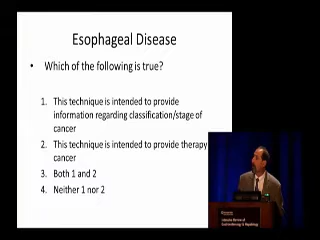 Esophageal Disease
• Which of the following is true?
1. This technique is intended to provide
information regarding classification/stage of
cancer
2. This technique is intended to provide therapy
cancer
3. Both 1 and 2
4. Neither 1 nor 2